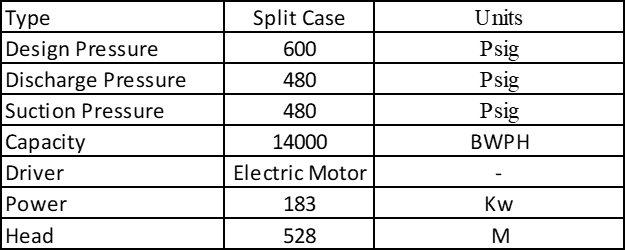 Type Split Case Units
Design Pressure 600 Psig
Discharge Pressure 480 Psig
Suction Pressure 480 Psig
Capacity 14000 BWPH
Driver Electric Motor -
Power 183 Kw
Head 528 M